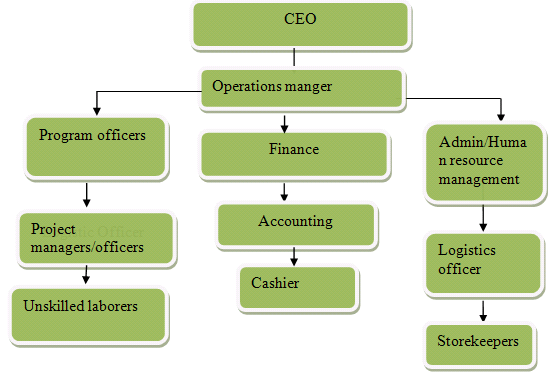 CEO
Operations manger
Program officers
Finance
Admin/Huma
n resource
management
Project
managers/officers
Accounting
Logistics
officer
Cashier
Unskilled laborers
Storekeepers